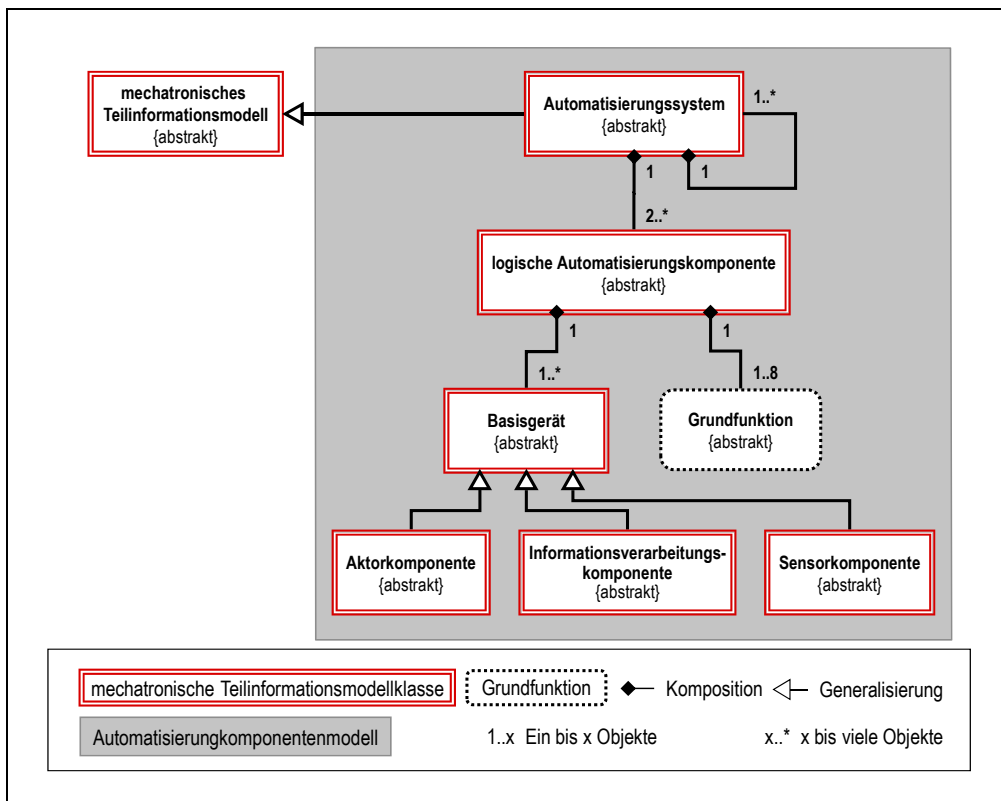 mechatronisches
Teilinformationsmodell
{abstrakt}
Automatisierungssystem
{abstrakt}
1..*
1
1
2..*
logische Automatisierungskomponente
{abstrakt}
1
1
1..*
1..8
Basisgerät
{abstrakt}
Grundfunktion
{abstrakt}
Aktorkomponente
{abstrakt}
Informationsverarbeitungs-
komponente
{abstrakt}
Sensorkomponente
{abstrakt}
mechatronische Teilinformationsmodellklasse
Grundfunktion
Komposition
Generalisierung
Automatisierungkomponentenmodell
1..x Ein bis x Objekte
x..* x bis viele Objekte